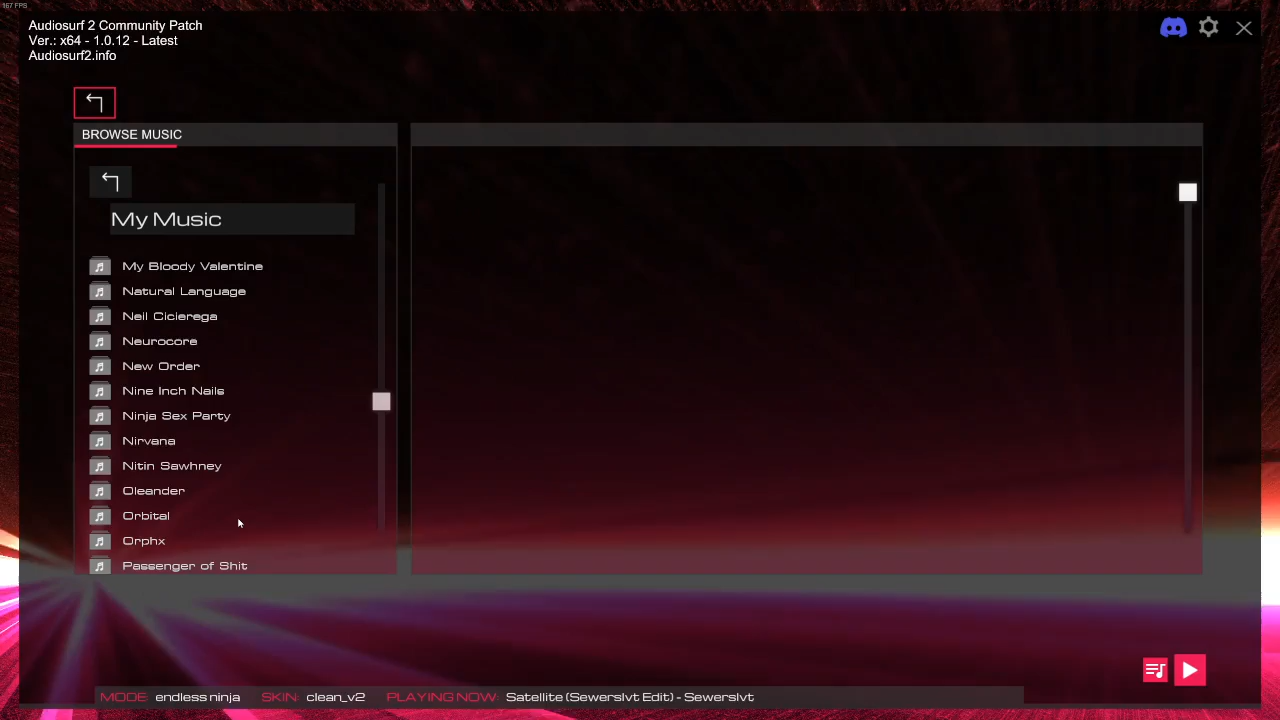 167 FPS
Audiosurf 2 Community Patch
Ver.: x64 - 1.0.12 - Latest
Audiosurf2.info
BROWSE MUSIC
My Music
My Bloody Valentine
Natural Language
Neil Cicierega
Neurocore
New Order
Nine Inch Nails
Ninja Sex Party
Nirvana
Nitin Sawhney
Oleander
Orbital
Orphx
Passenger of Shit
MODE: endless ninja SKIN: clean_v2 PLAYING NOW: Satellite (Sewerslvt Edit) - Sewerslvt